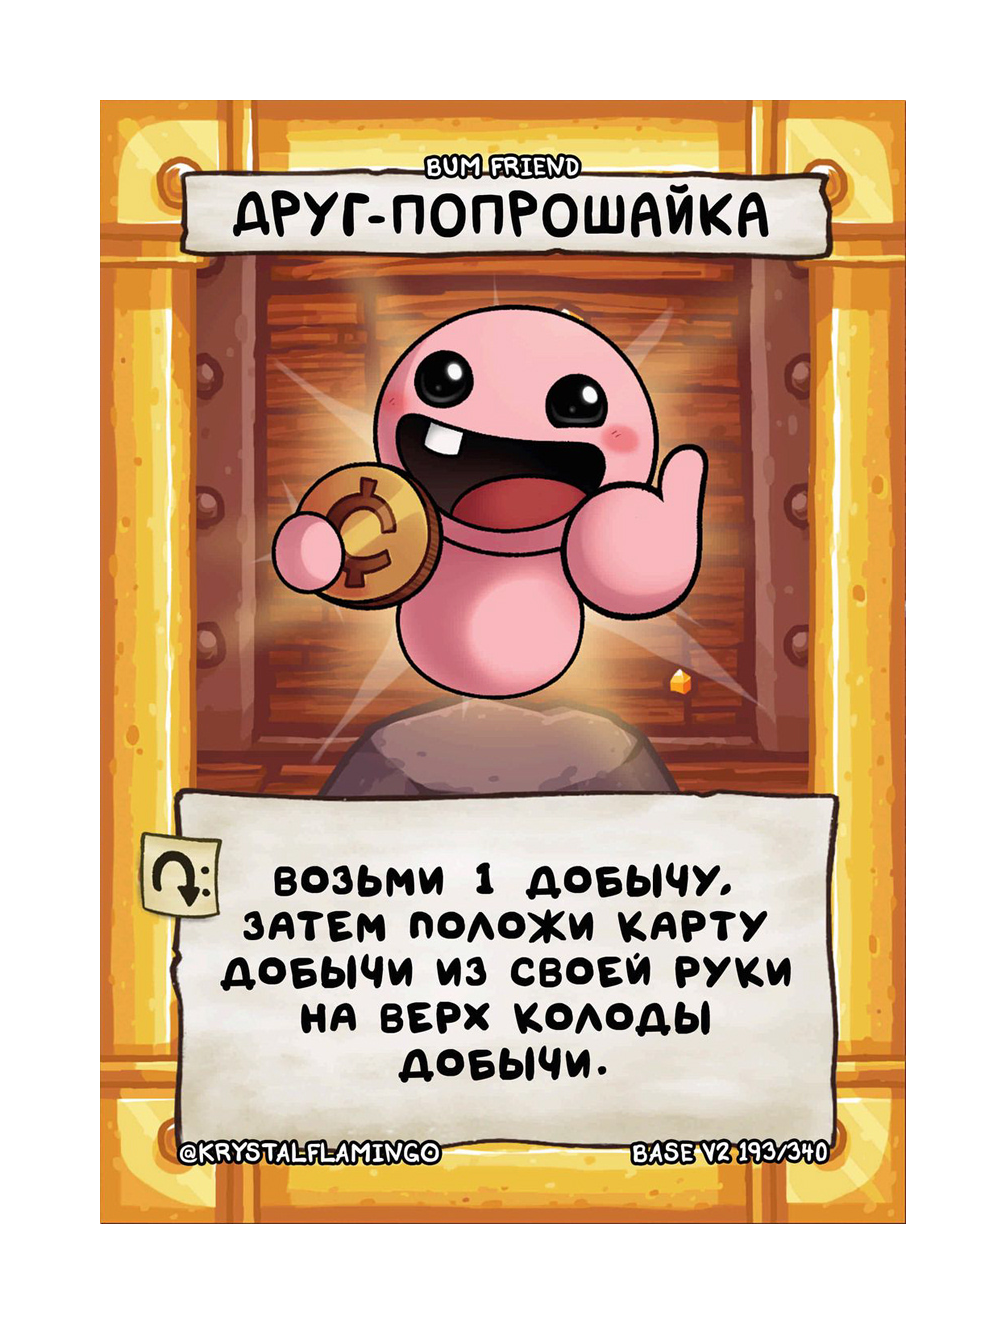 BUM FRIEND
ДРУГ-ПОПРОШАЙКА
ВОЗЬМИ 1 ДОБЫЧУ,
ЗАТЕМ ПОЛОЖИ КАРТУ
ДОБЫЧИ ИЗ СВОЕЙ РУКИ
НА ВЕРХ КОЛОДЫ
ДОБЫЧИ.
@KRYSTALFLAMINGO
BASE V2 193/340